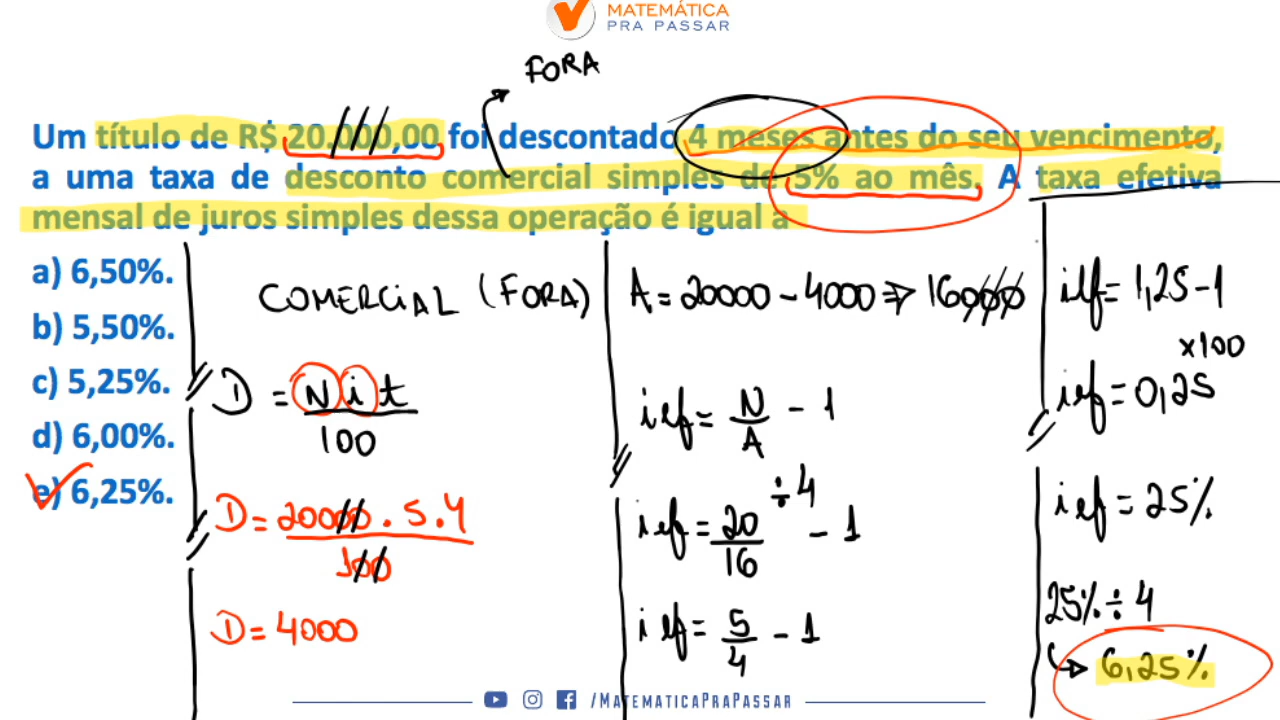 MATEMÁTICA
PRA PASSAR
FORA
Um título de R$ 20.000,00 foi descontado 4 meses antes do seu vencimento,
a uma taxa de desconto comercial simples de 5% ao mês. A taxa efetiva
mensal de juros simples dessa operação é igual a
a) 6,50%.
b) 5,50%.
c) 5,25%.
d) 6,00%.
e) 6,25%.
COMERCIAL (FORA)
D = Nit
100
D = 20000 . 5 . 4
100
D = 4000
A = 20000 - 4000 => 16000
ief = N - 1
A
÷4
ief = 20 - 1
16
ief = 5 - 1
4
ief = 1,25 - 1
x100
ief = 0,25
ief = 25%
25% ÷ 4
↳ 6,25%
/MatematicaPraPassar